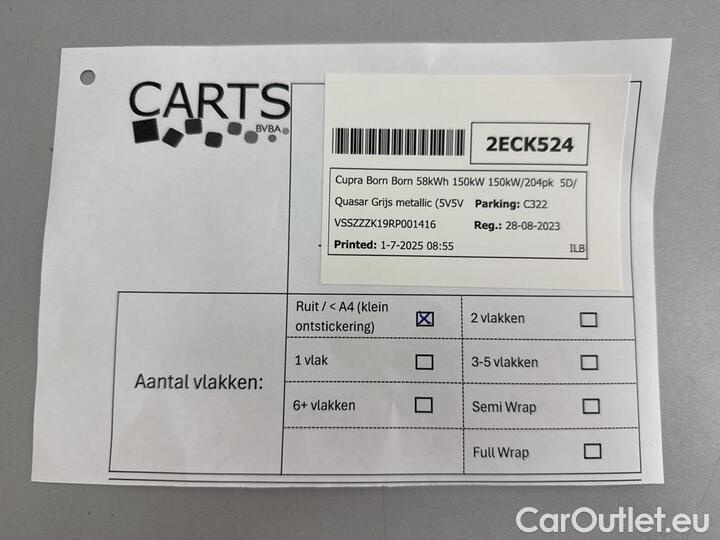 CARTS
BVBA
2ECK524
Cupra Born Born 58kWh 150kW 150kW/204pk 5D/
Quasar Grijs metallic (5V5V Parking: C322
VSSZZZK19RP001416 Reg.: 28-08-2023
Printed: 1-7-2025 08:55 ILB
Aantal vlakken:
Ruit / < A4 (klein
ontstickering)
2 vlakken
1 vlak
3-5 vlakken
6+ vlakken
Semi Wrap
Full Wrap
CarOutlet.eu